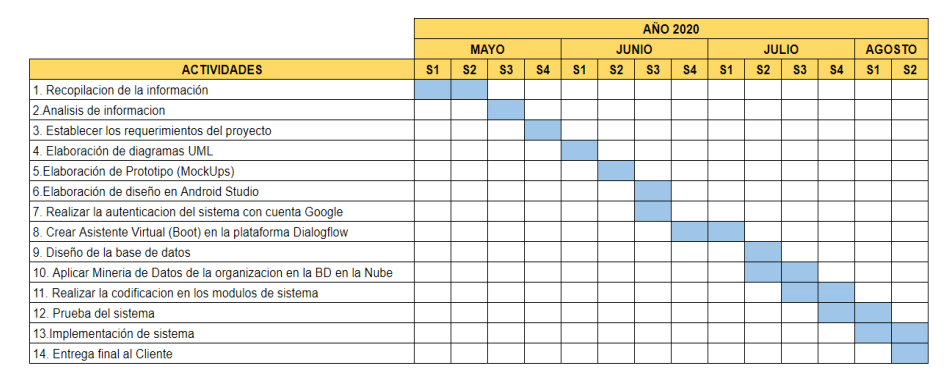 AÑO 2020
MAYO JUNIO JULIO AGOSTO
ACTIVIDADES S1 S2 S3 S4 S1 S2 S3 S4 S1 S2 S3 S4 S1 S2
1. Recopilacion de la información
2.Analisis de informacion
3. Establecer los requerimientos del proyecto
4. Elaboración de diagramas UML
5.Elaboración de Prototipo (MockUps)
6.Elaboración de diseño en Android Studio
7. Realizar la autenticacion del sistema con cuenta Google
8. Crear Asistente Virtual (Boot) en la plataforma Dialogflow
9. Diseño de la base de datos
10. Aplicar Mineria de Datos de la organizacion en la BD en la Nube
11. Realizar la codificacion en los modulos de sistema
12. Prueba del sistema
13.Implementación de sistema
14. Entrega final al Cliente